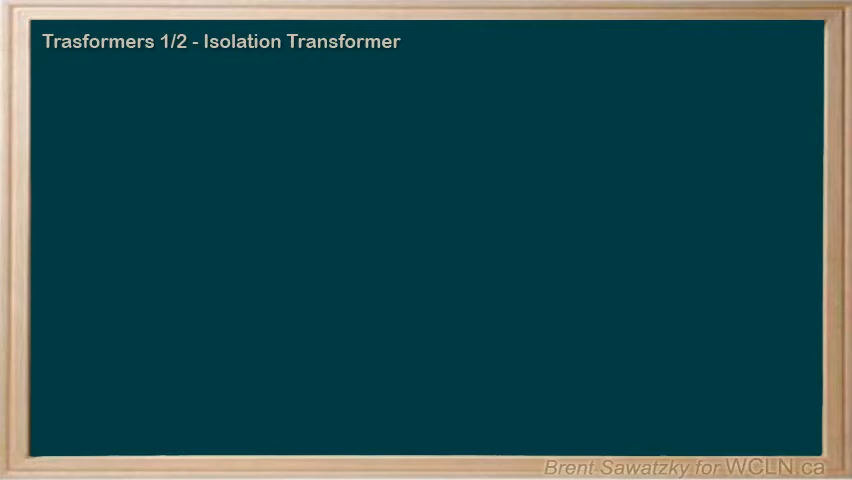 Trasformers 1/2 - Isolation Transformer
Brent Sawatzky for WCLN.ca